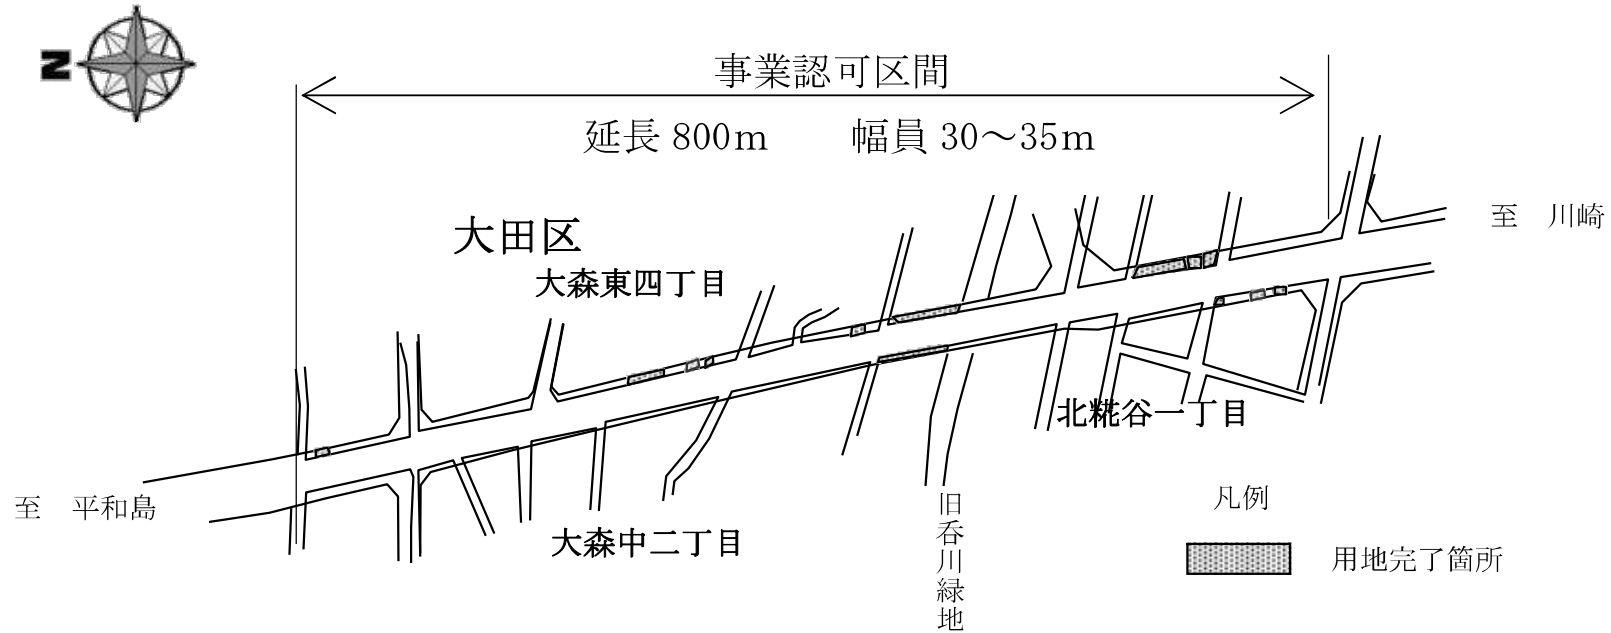 N
事業認可区間
延長 800m 幅員 30～35m
大田区
至 川崎
大森東四丁目
北糀谷一丁目
至 平和島
大森中二丁目
旧呑川緑地
凡例
用地完了箇所